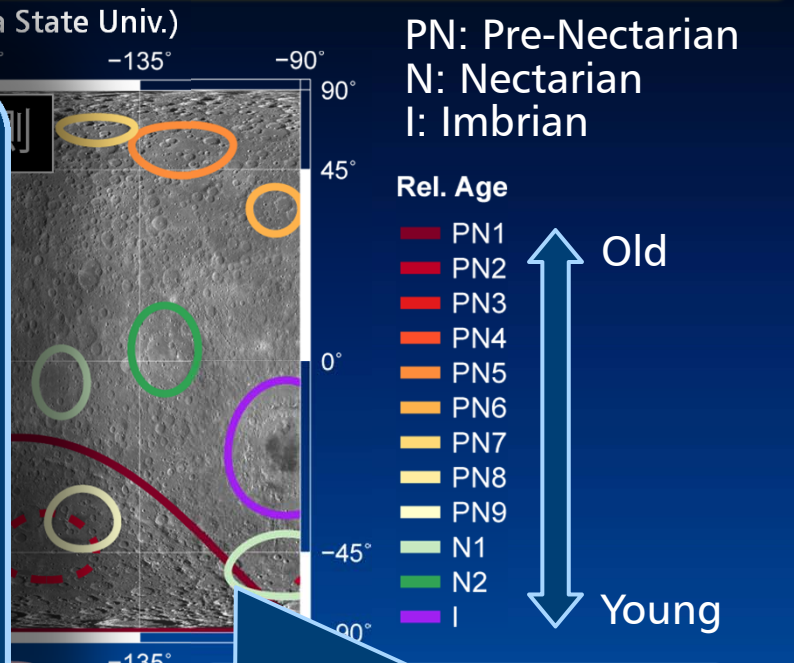 State Univ.)
−135°
−90°
90°
則
45°
0°
−45°
90°
−135°
PN: Pre-Nectarian
N: Nectarian
I: Imbrian
Rel. Age
PN1
PN2
PN3
PN4
PN5
PN6
PN7
PN8
PN9
N1
N2
I
Old
Young